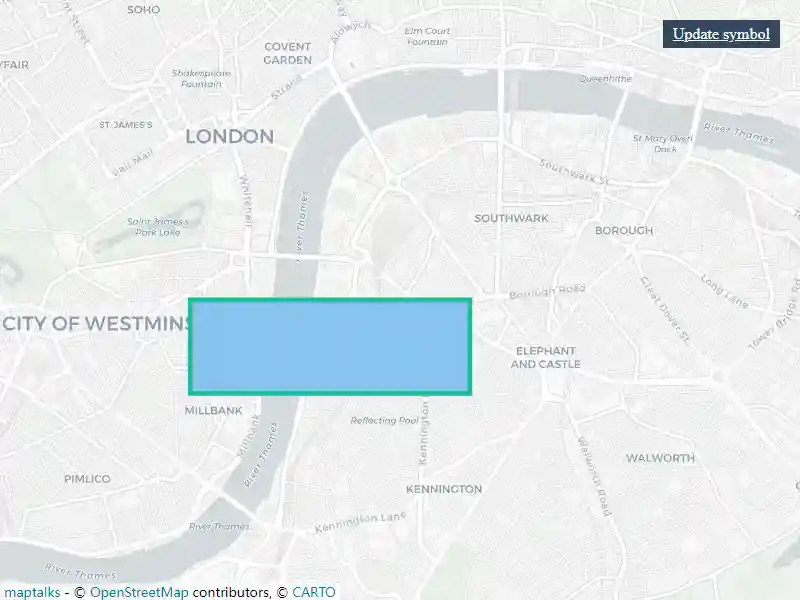 SOHO
Update symbol
Aldwych
Elm Court
Fountain
COVENT
GARDEN
Shakespeare
Fountain
Strand
Queenhithe
ST JAMES'S
LONDON
River Thames
St Mary Overi
Dock
Pall Mall
Southwark St
Whitehall
River Thames
Saint James's
Park Lake
SOUTHWARK
BOROUGH
Borough Road
Great Dover St
Long Lane
Tower Bridge Rd
CITY OF WESTMINS
ELEPHANT
AND CASTLE
MILLBANK
Millbank
Reflecting Pool
Kennington
River Thames
WALWORTH
Walworth Road
PIMLICO
KENNINGTON
River Thames
Kennington Lane
River Thames
maptalks - © OpenStreetMap contributors, © CARTO